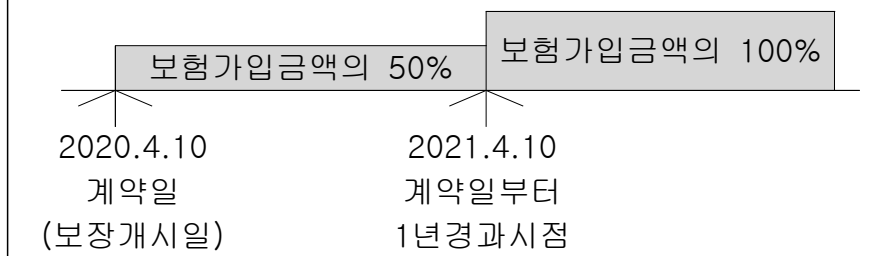 보험가입금액의 50%
보험가입금액의 100%
2020.4.10
계약일
(보장개시일)
2021.4.10
계약일부터
1년경과시점